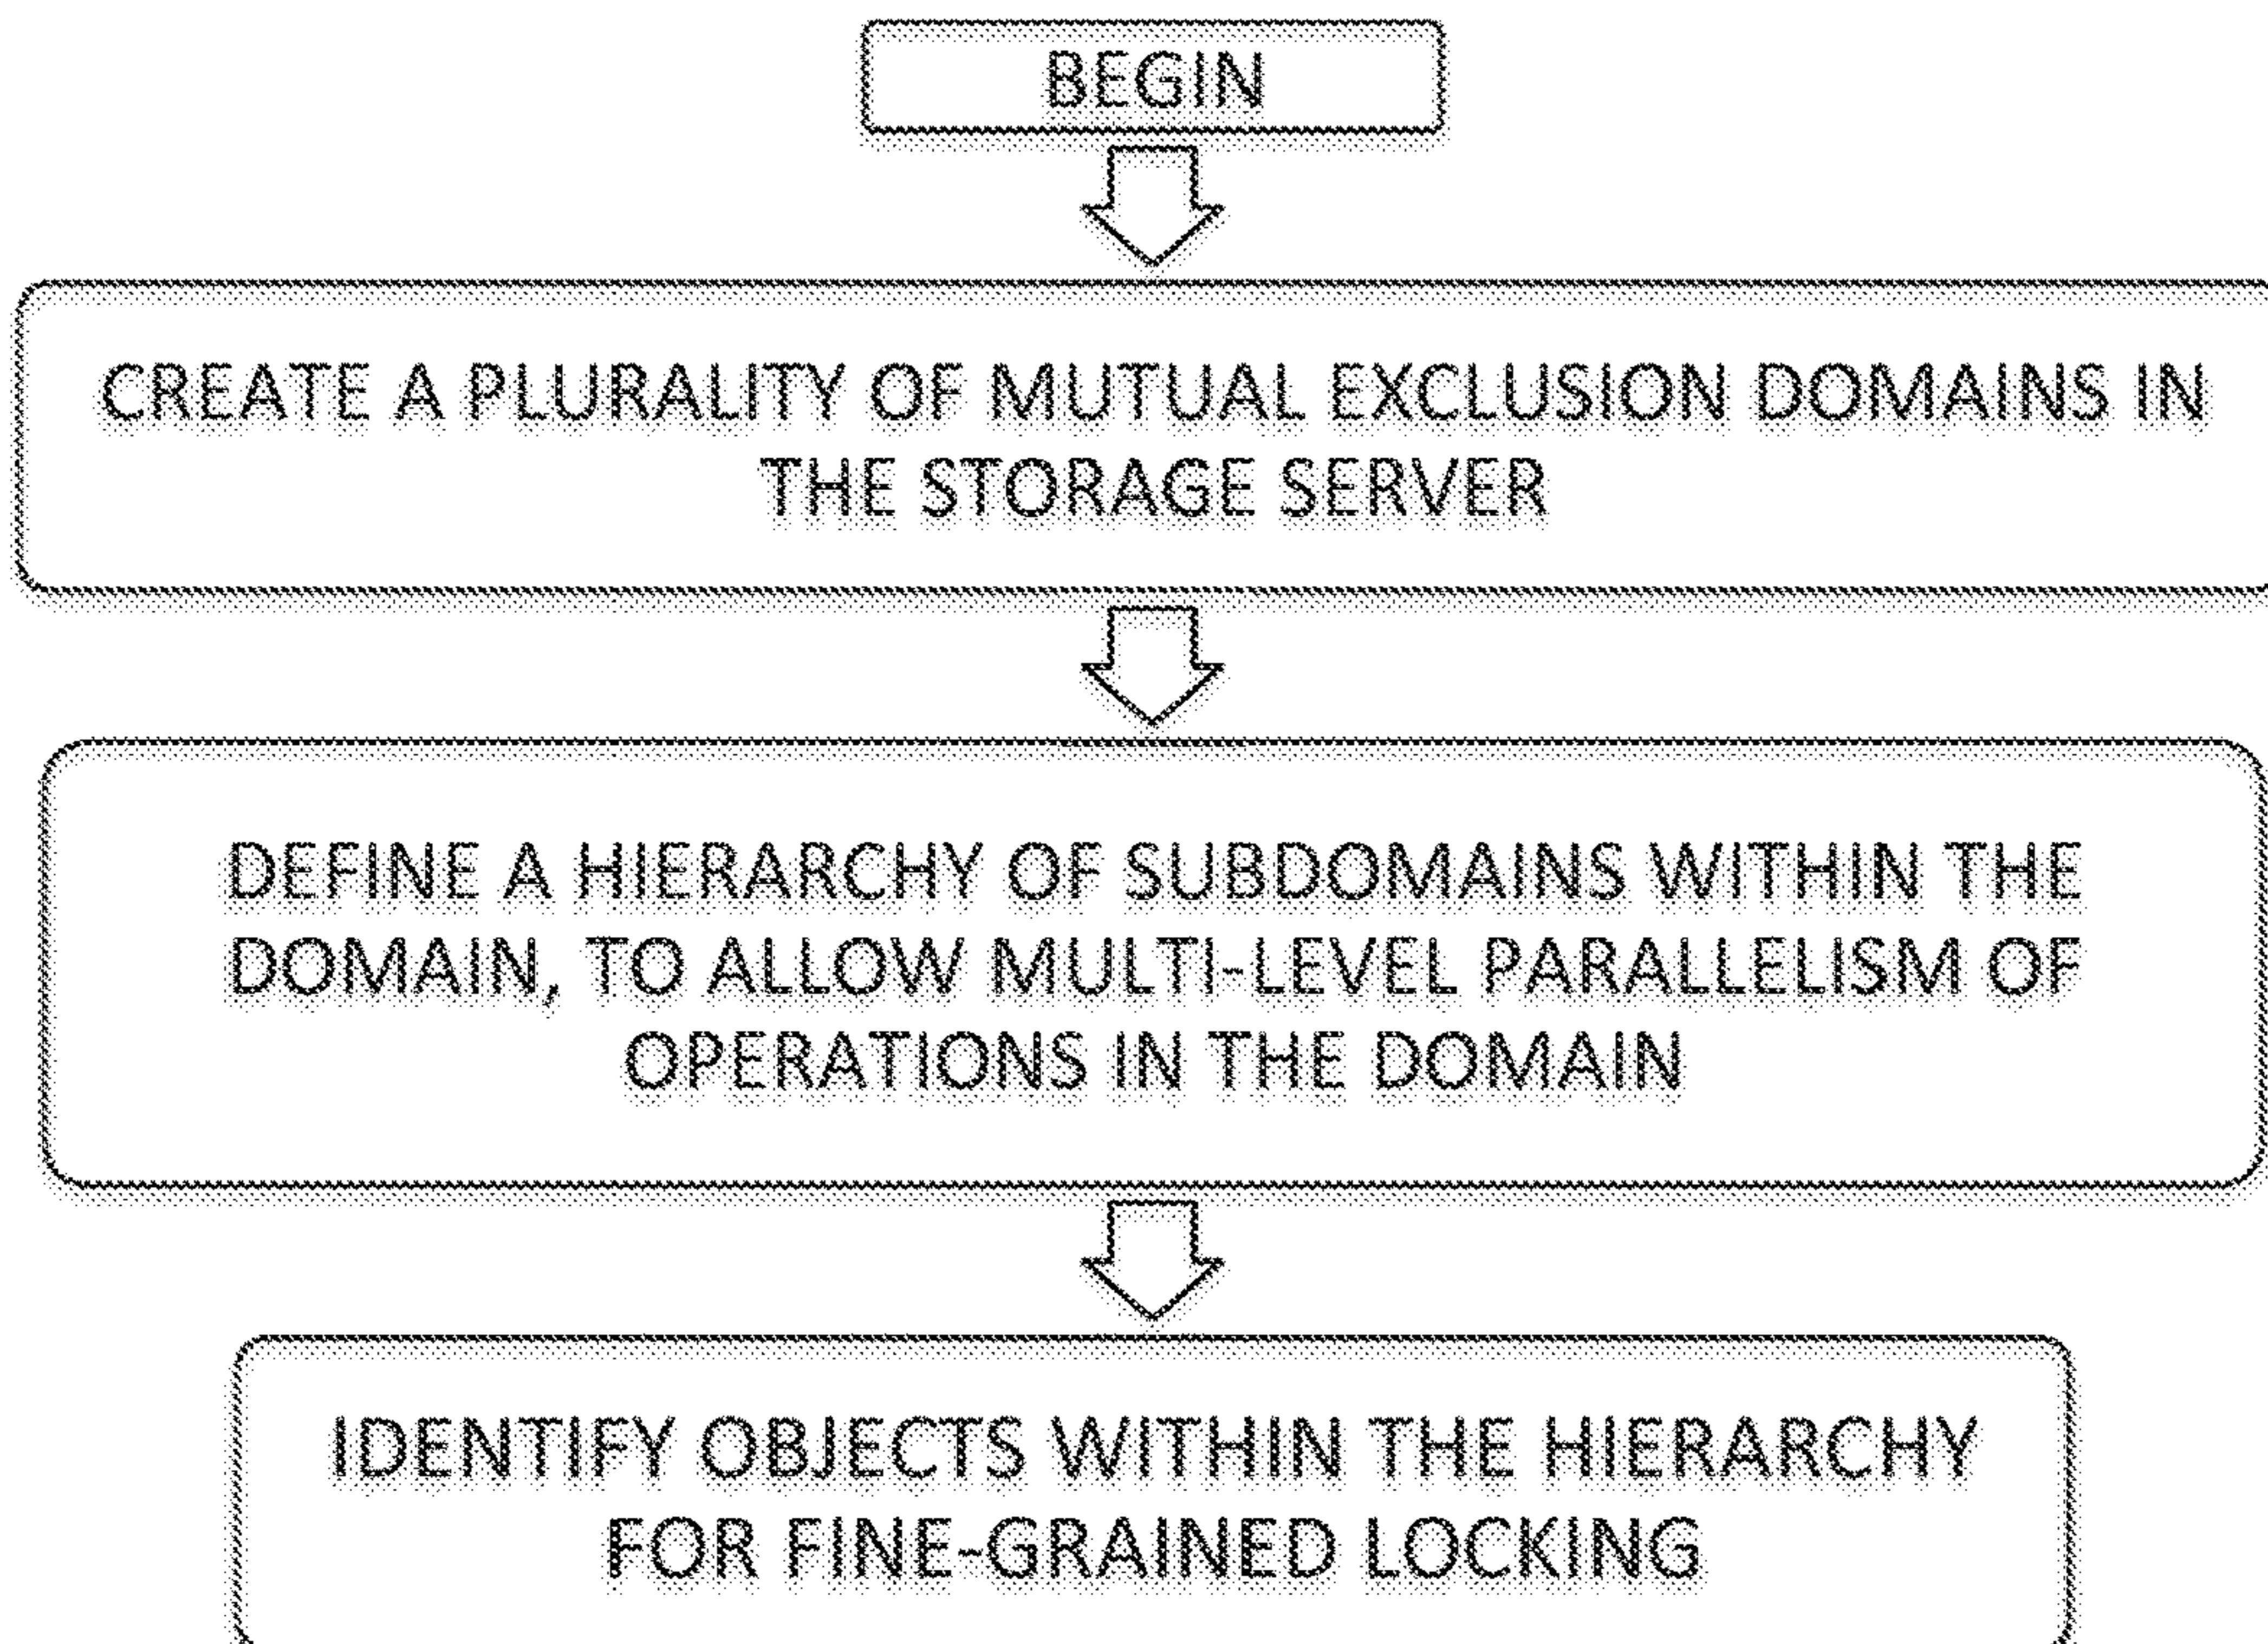 BEGIN
CREATE A PLURALITY OF MUTUAL EXCLUSION DOMAINS IN
THE STORAGE SERVER
DEFINE A HIERARCHY OF SUBDOMAINS WITHIN THE
DOMAIN, TO ALLOW MULTI-LEVEL PARALLELISM OF
OPERATIONS IN THE DOMAIN
IDENTIFY OBJECTS WITHIN THE HIERARCHY
FOR FINE-GRAINED LOCKING